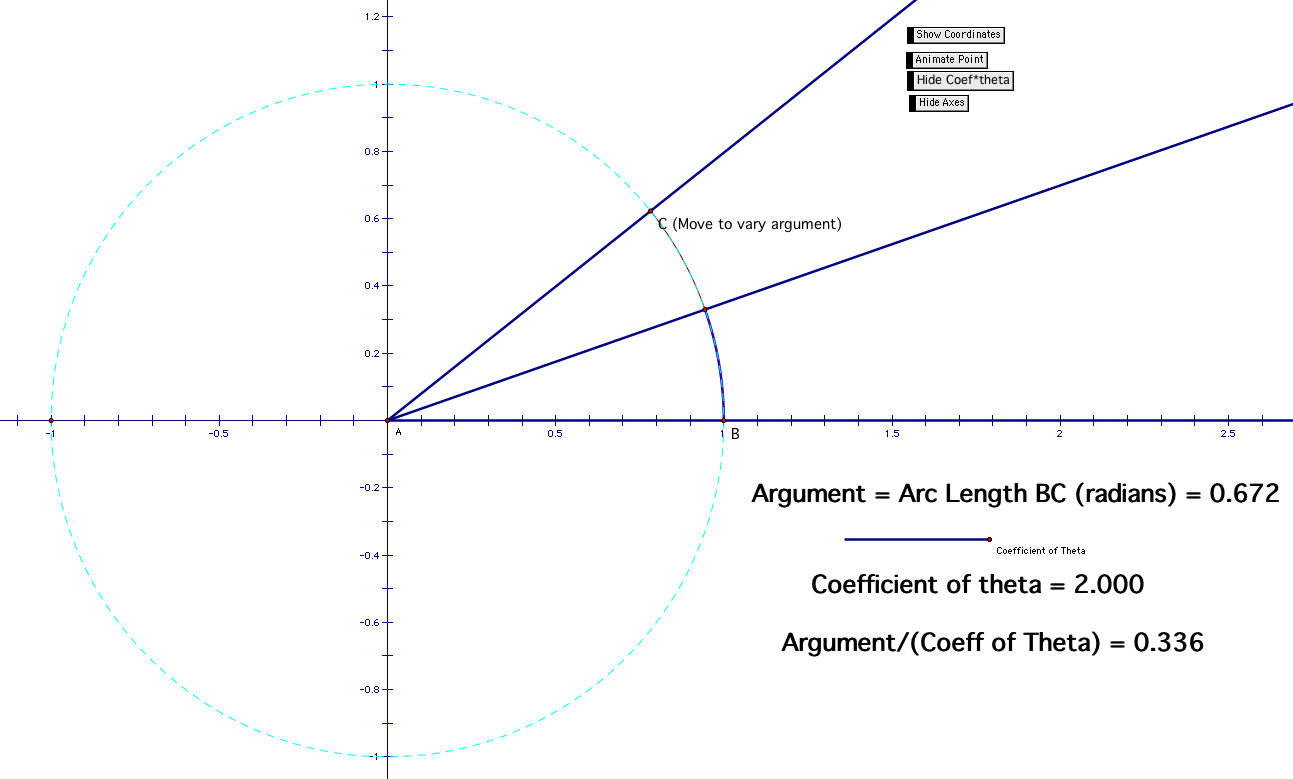 1.2
Show Coordinates
Animate Point
Hide Coef*theta
1
Hide Axes
0.8
0.6
C (Move to vary argument)
0.4
0.2
-1
-0.5
A
0.5
1
B
1.5
2
2.5
-0.2
Argument = Arc Length BC (radians) = 0.672
-0.4
Coefficient of Theta
Coefficient of theta = 2.000
-0.6
Argument/(Coeff of Theta) = 0.336
-0.8
-1